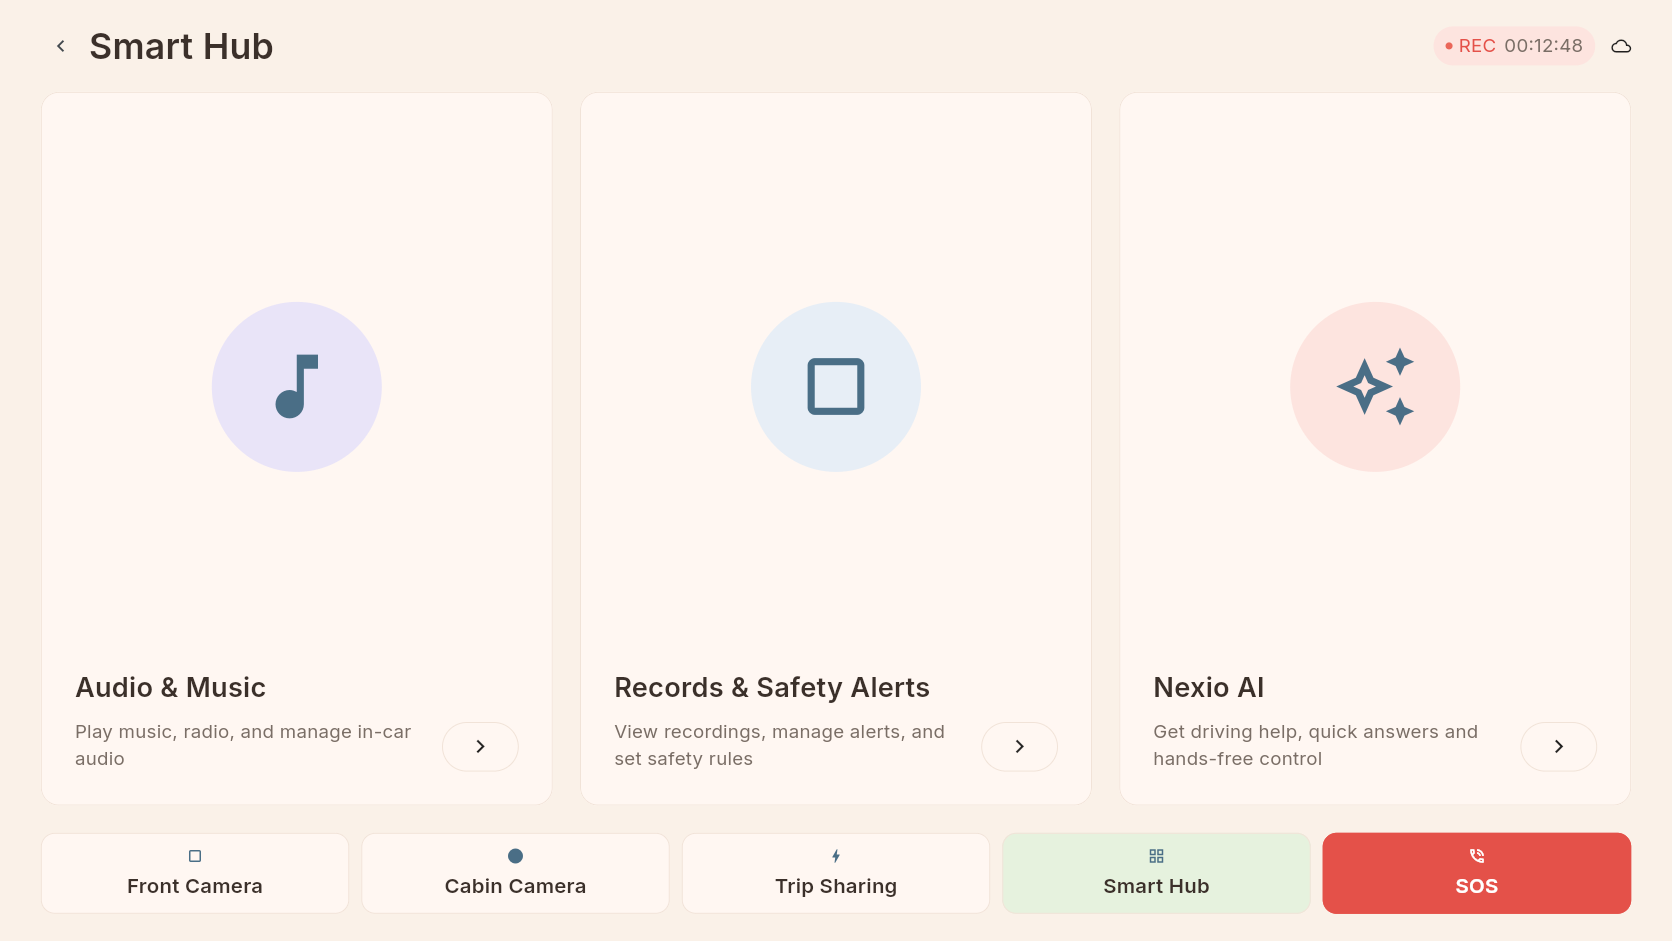 Smart Hub
REC 00:12:48
Audio & Music
Play music, radio, and manage in-car
audio
Records & Safety Alerts
View recordings, manage alerts, and
set safety rules
Nexio AI
Get driving help, quick answers and
hands-free control
Front Camera
Cabin Camera
Trip Sharing
Smart Hub
SOS